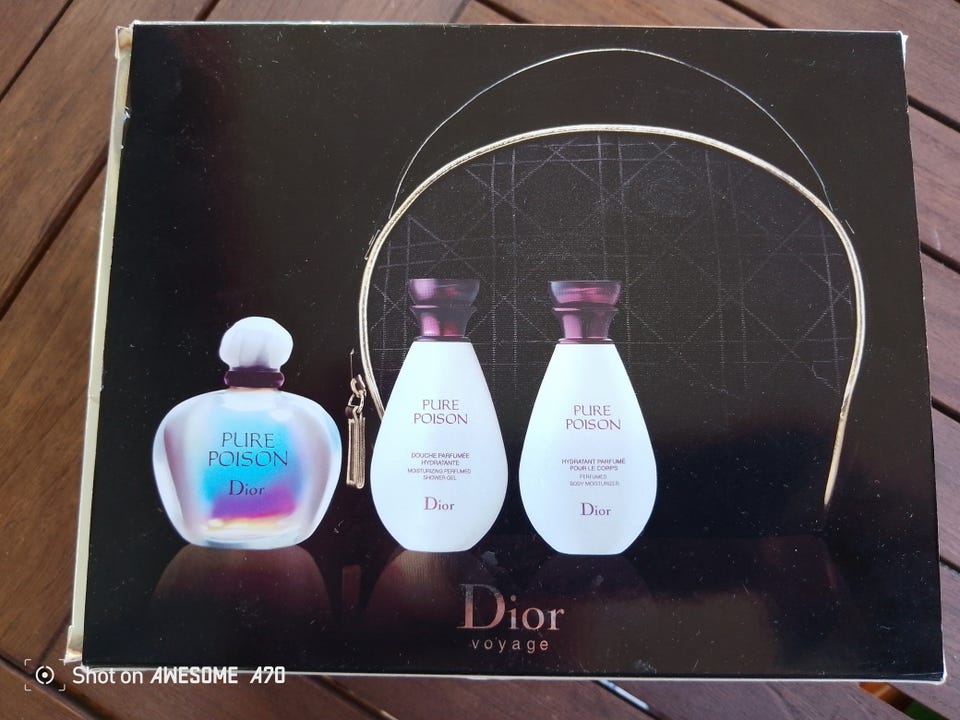 PURE
POISON
Dior
PURE
POISON
DOUCHE PARFUMÉE
HYDRATANTE
MOISTURIZING PERFUMED
SHOWER GEL
Dior
PURE
POISON
HYDRATANT PARFUMÉ
POUR LE CORPS
PERFUMED
BODY MOISTURIZER
Dior
Dior
voyage
Shot on AWESOME A70